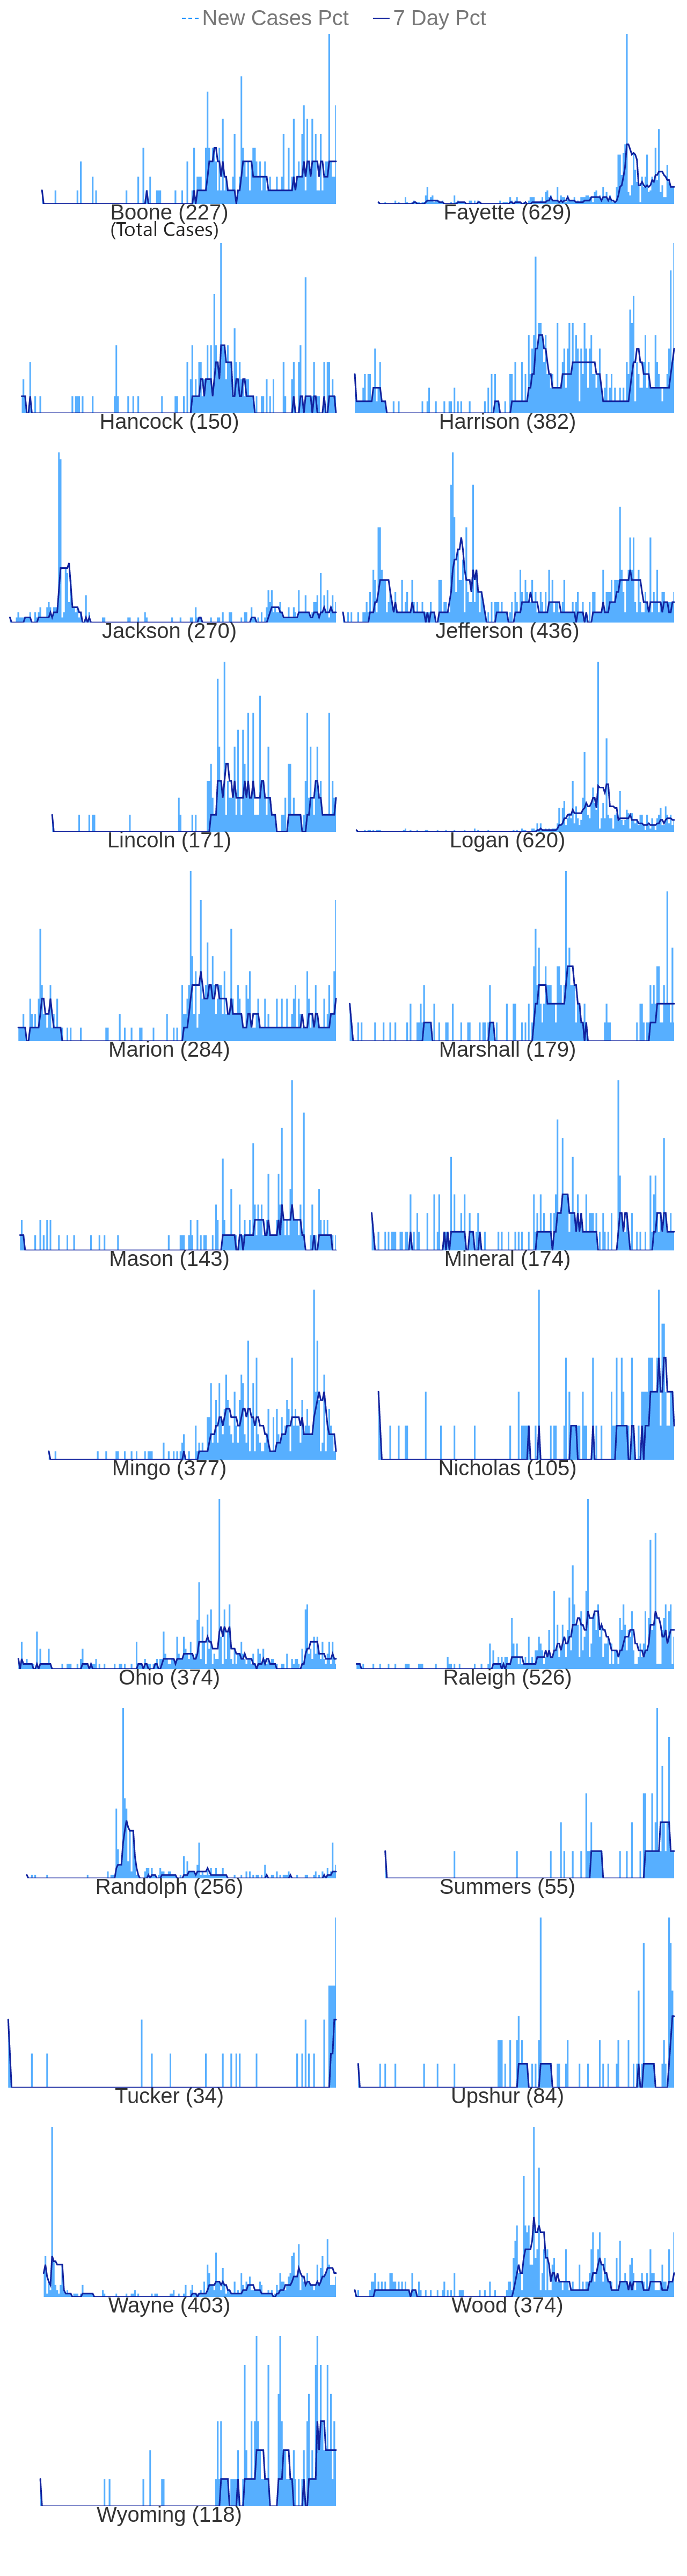 New Cases Pct 7 Day Pct
Boone (227) Fayette (629)
(Total Cases)
Hancock (150) Harrison (382)
Jackson (270) Jefferson (436)
Lincoln (171) Logan (620)
Marion (284) Marshall (179)
Mason (143) Mineral (174)
Mingo (377) Nicholas (105)
Ohio (374) Raleigh (526)
Randolph (256) Summers (55)
Tucker (34) Upshur (84)
Wayne (403) Wood (374)
Wyoming (118)